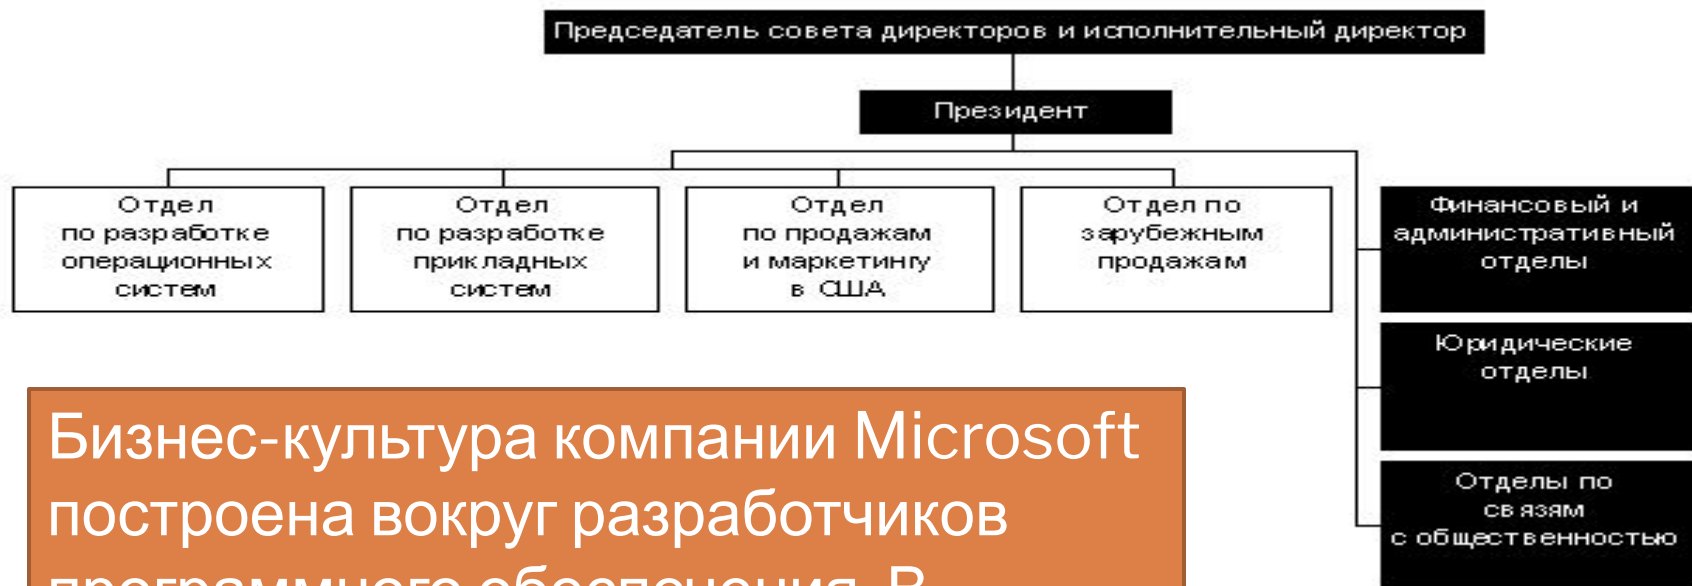 Председатель совета директоров и исполнительный директор
Президент
Отдел
по разработке
операционных
систем
Отдел
по разработке
прикладных
систем
Отдел
по продажам
и маркетингу
в США
Отдел по
зарубежным
продажам
Финансовый и
административный
отделы
Юридические
отделы
Отделы по
связям
с общественностью
Бизнес-культура компании Microsoft
построена вокруг разработчиков
программного обеспечения. В